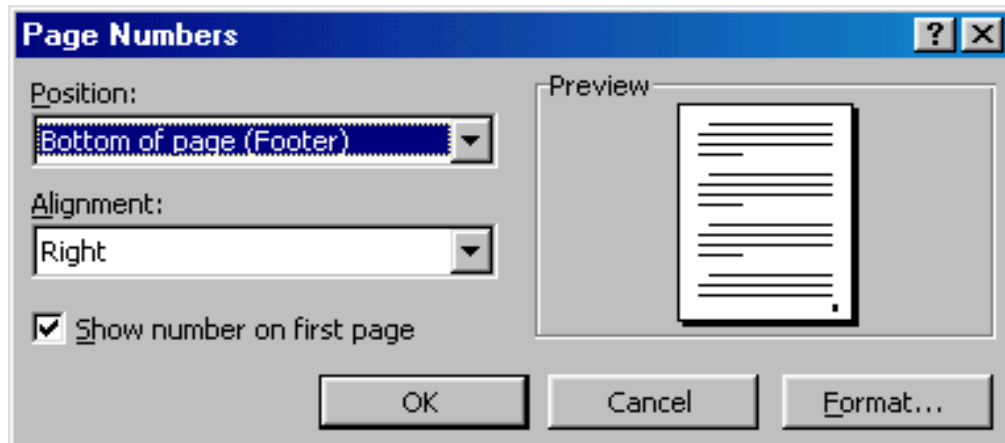 Page Numbers
Position:
Bottom of page (Footer)
Alignment:
Right
Show number on first page
Preview
OK
Cancel
Format...